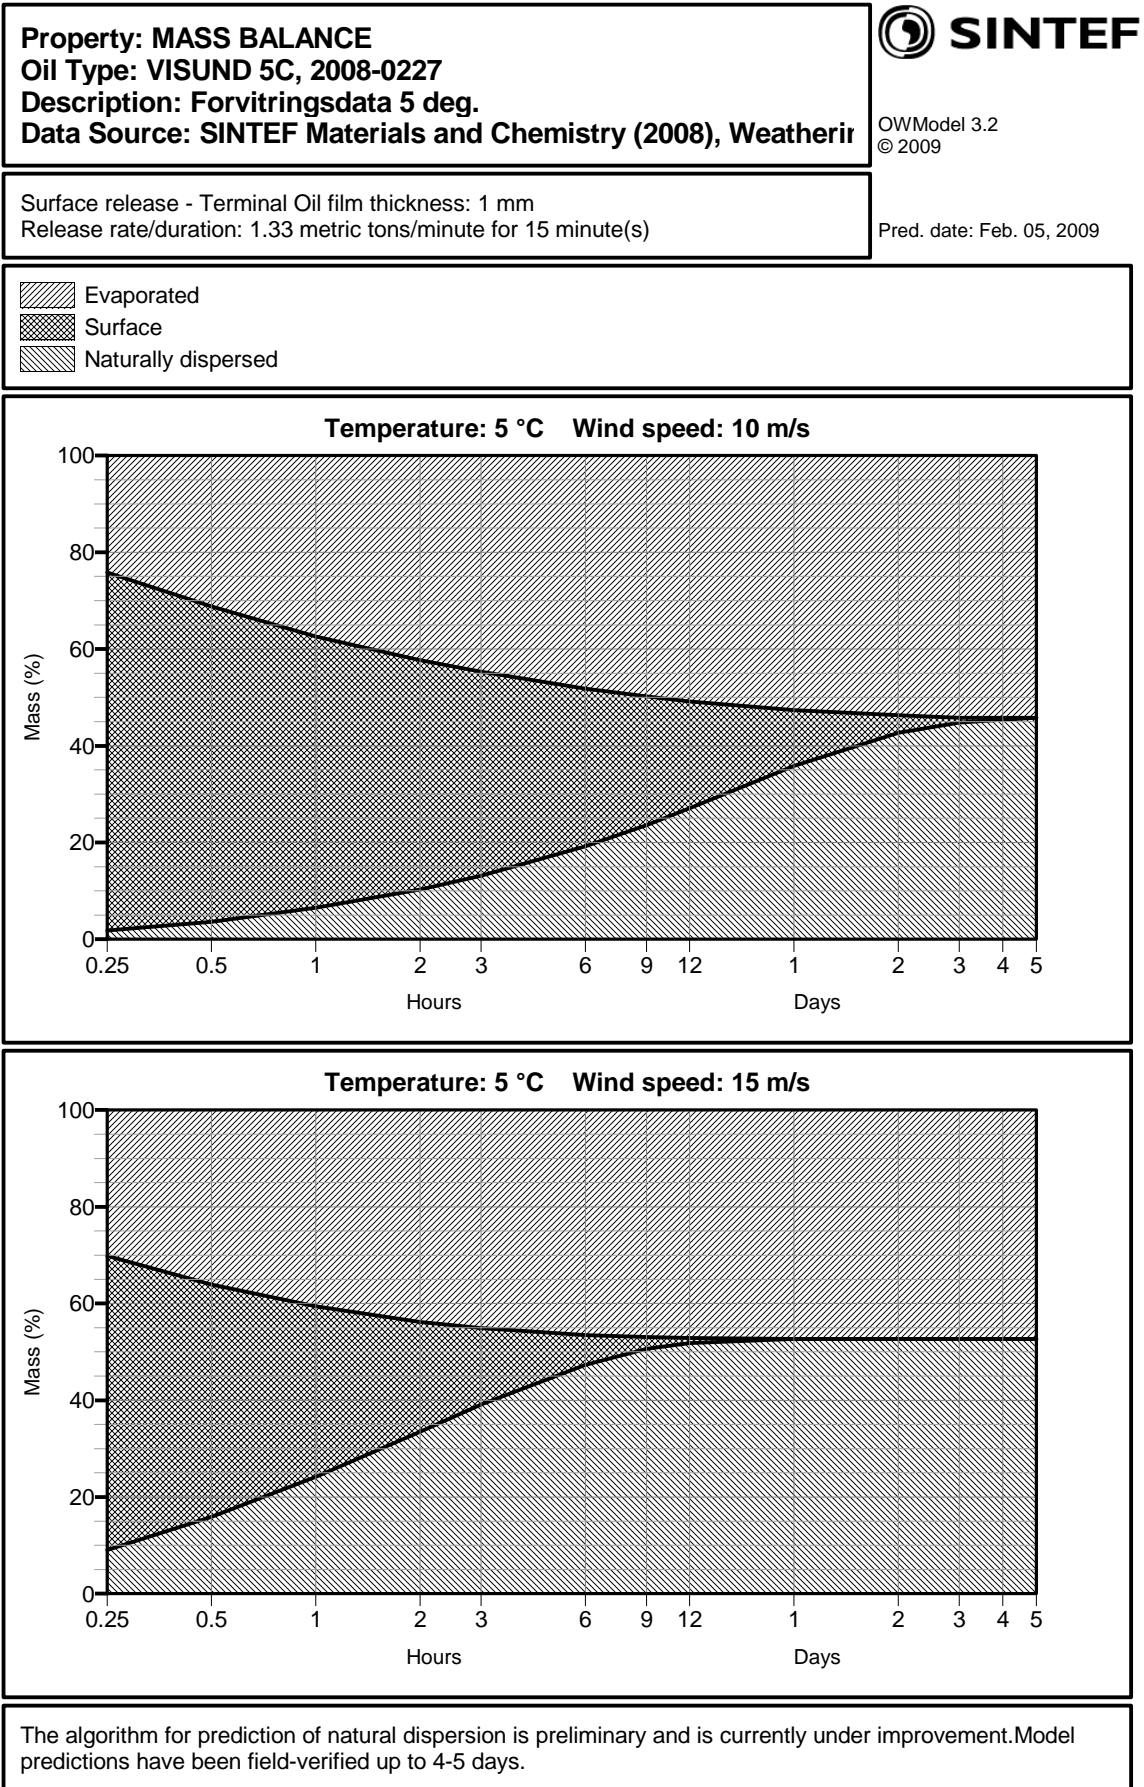 Property: MASS BALANCE
Oil Type: VISUND 5C, 2008-0227
Description: Forvitringsdata 5 deg.
Data Source: SINTEF Materials and Chemistry (2008), Weatherin
SINTEF
OWModel 3.2
© 2009
Surface release - Terminal Oil film thickness: 1 mm
Release rate/duration: 1.33 metric tons/minute for 15 minute(s)
Pred. date: Feb. 05, 2009
Evaporated
Surface
Naturally dispersed
Temperature: 5 °C Wind speed: 10 m/s
100
80
60
40
20
0
Mass (%)
0.25 0.5 1 2 3 6 9 12 1 2 3 4 5
Hours Days
Temperature: 5 °C Wind speed: 15 m/s
100
80
60
40
20
0
Mass (%)
0.25 0.5 1 2 3 6 9 12 1 2 3 4 5
Hours Days
The algorithm for prediction of natural dispersion is preliminary and is currently under improvement.Model
predictions have been field-verified up to 4-5 days.